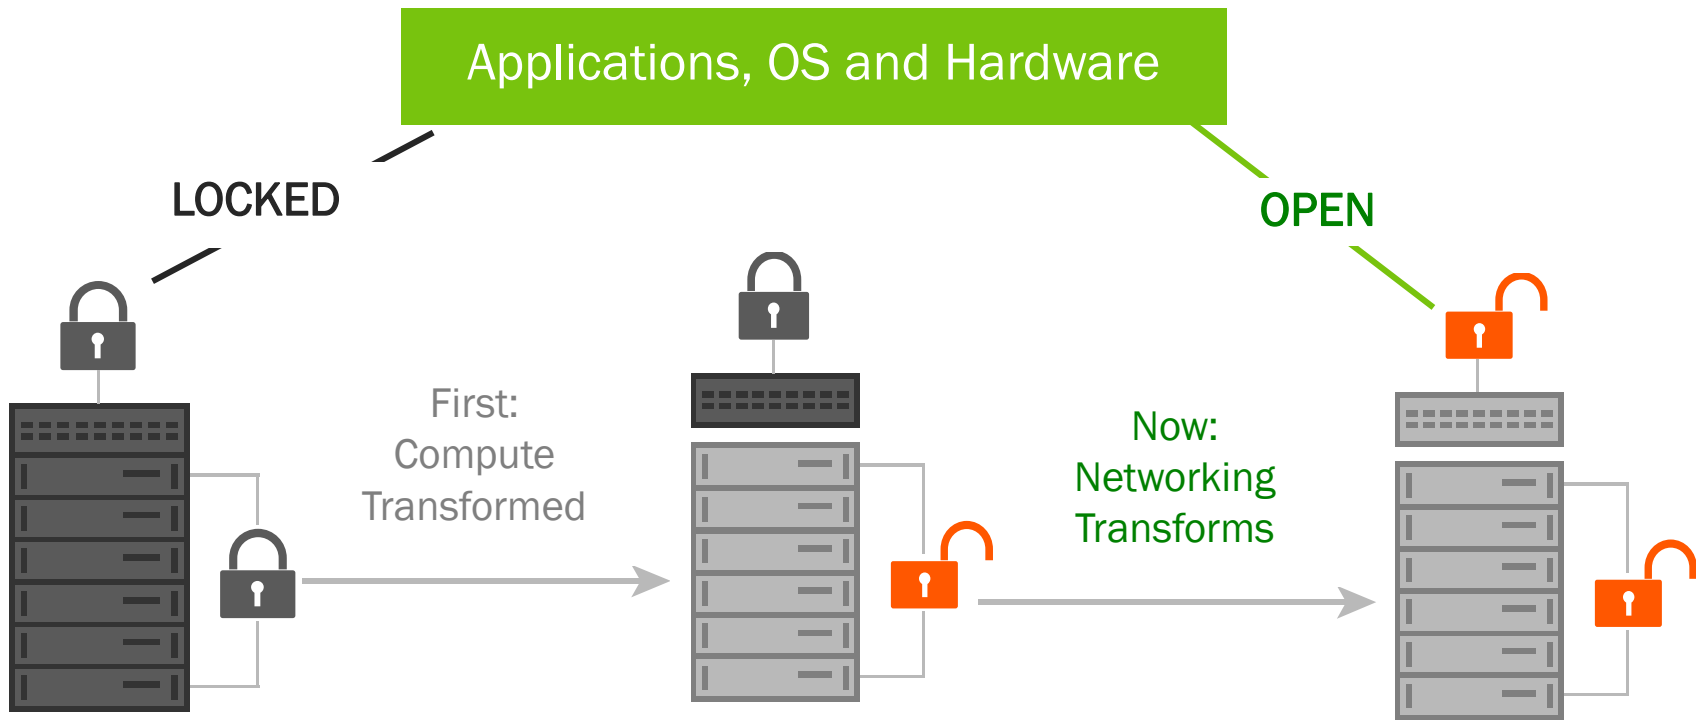 Applications, OS and Hardware
LOCKED
OPEN
First:
Compute
Transformed
Now:
Networking
Transforms